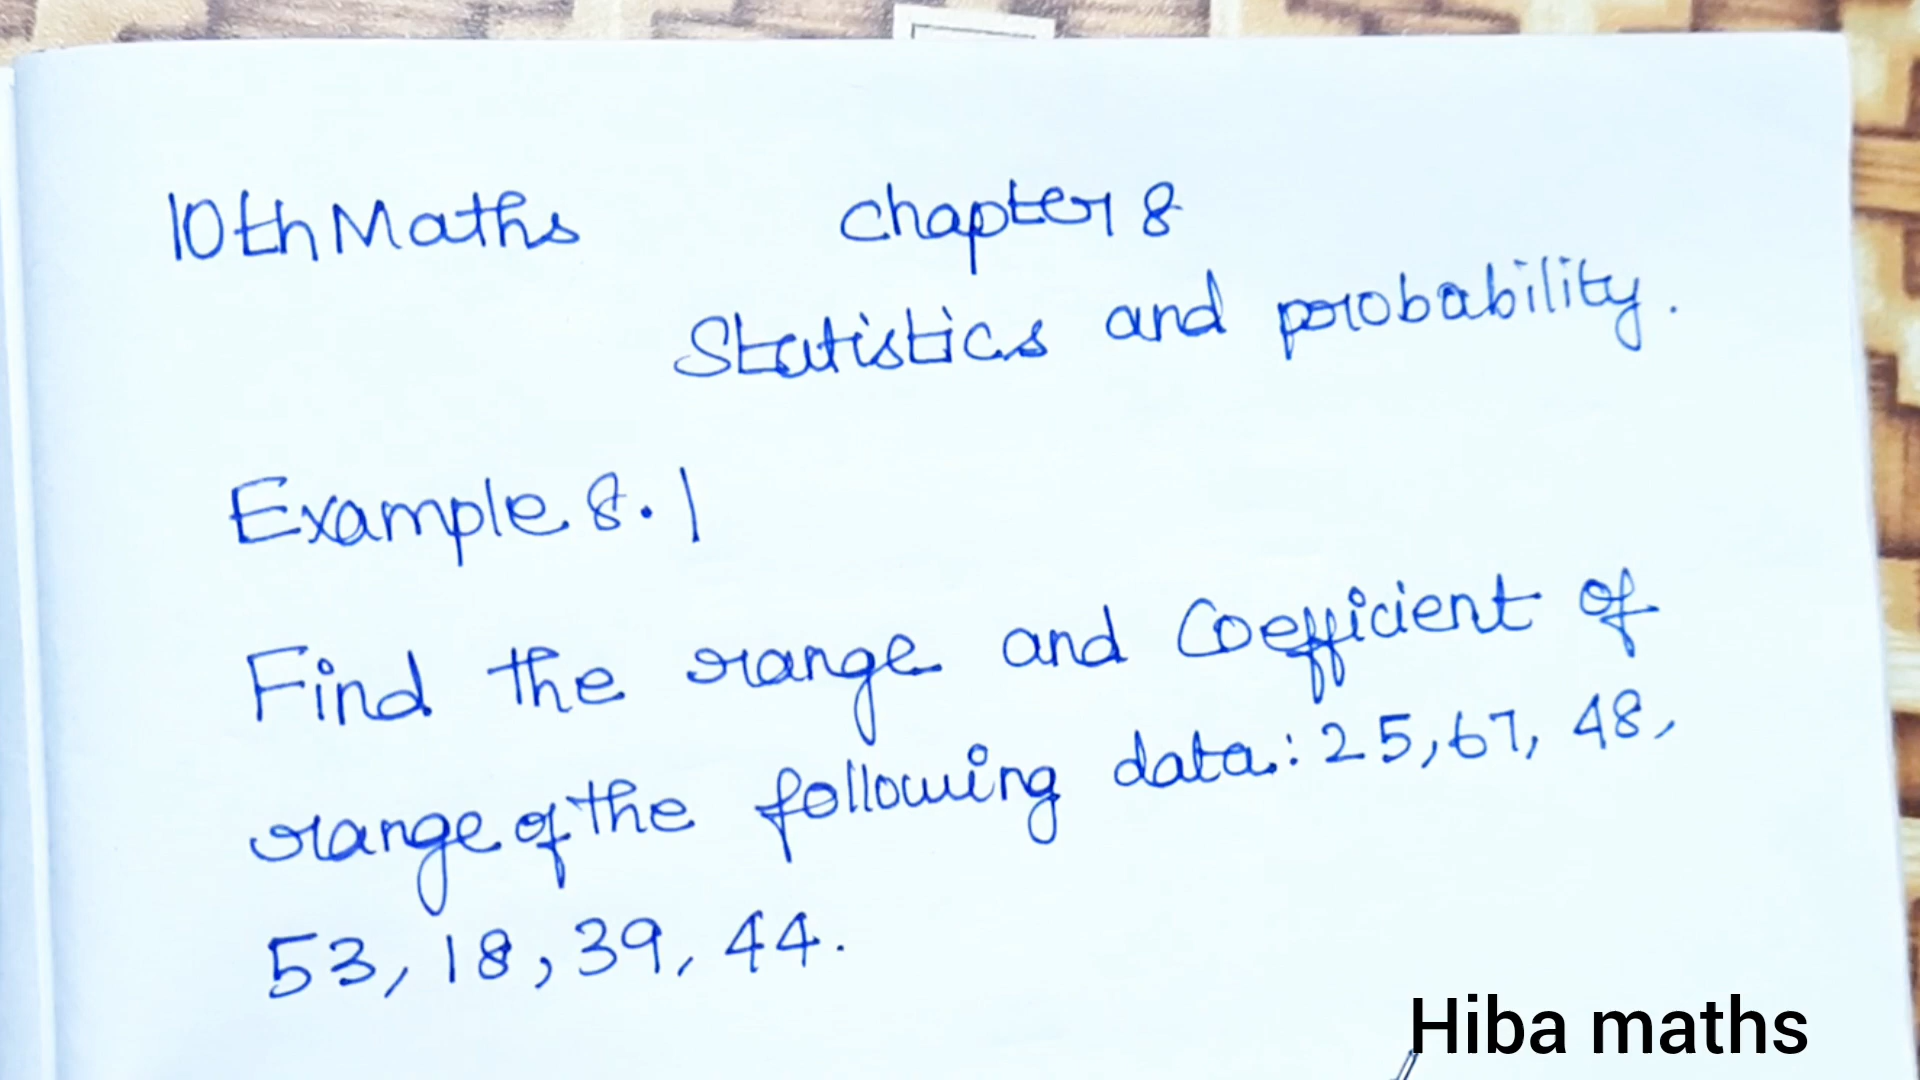 10th Maths chapter 8
Statistics and probability.
Example 8.1
Find the range and Coefficient of
range of the following data: 25, 67, 48,
53, 18, 39, 44.
Hiba maths